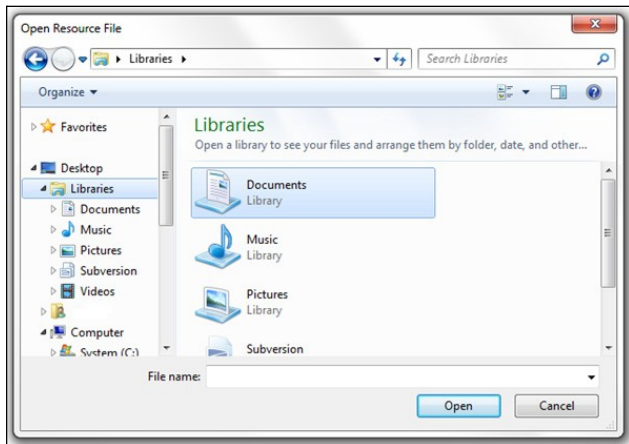 Open Resource File
Libraries
Search Libraries
Organize
Favorites
Desktop
Libraries
Documents
Music
Pictures
Subversion
Videos
Computer
System (C:)
Libraries
Open a library to see your files and arrange them by folder, date, and other...
Documents
Library
Music
Library
Pictures
Library
Subversion
File name:
Open
Cancel